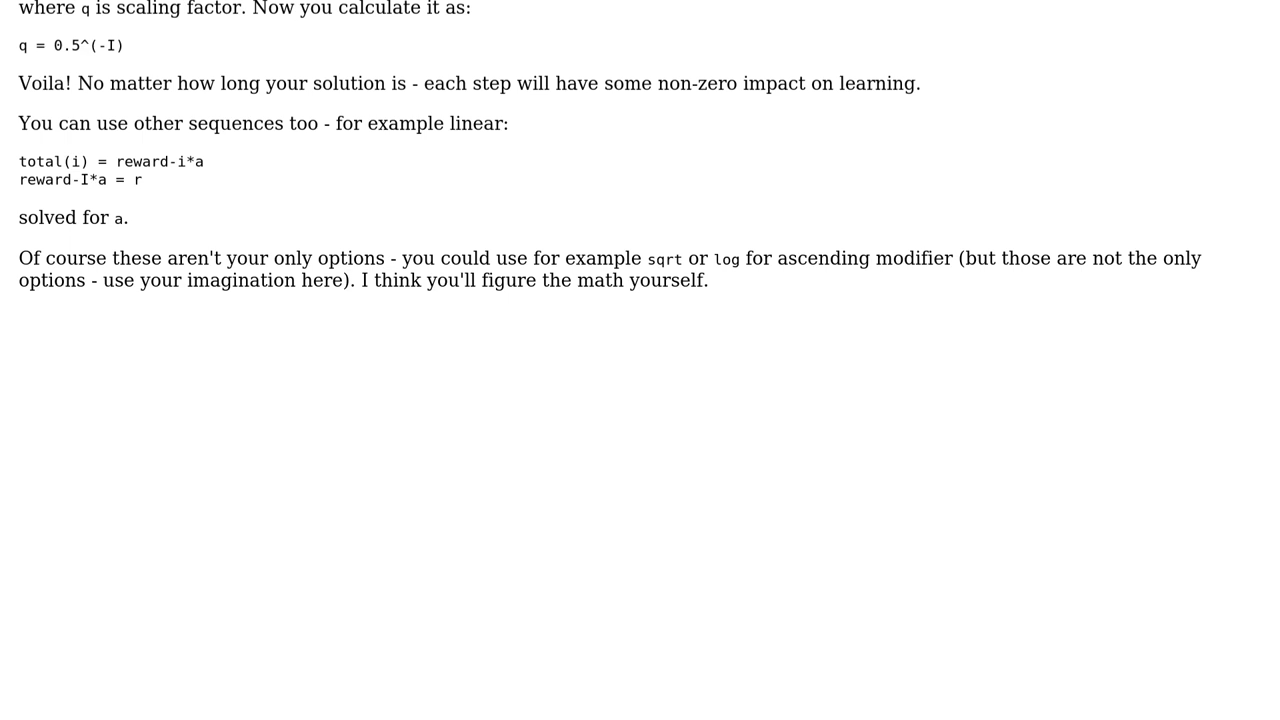 where q is scaling factor. Now you calculate it as:
q = 0.5^(-I)
Voila! No matter how long your solution is - each step will have some non-zero impact on learning.
You can use other sequences too - for example linear:
total(i) = reward-i*a
reward-I*a = r
solved for a.
Of course these aren't your only options - you could use for example sqrt or log for ascending modifier (but those are not the only
options - use your imagination here). I think you'll figure the math yourself.